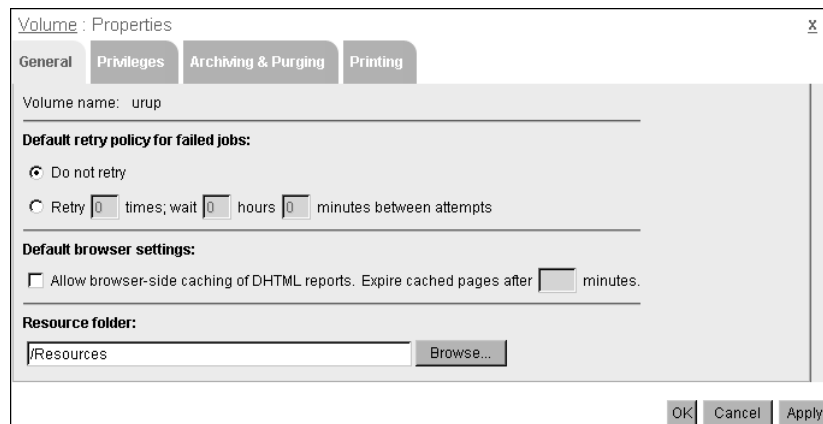 Volume : Properties x
General Privileges Archiving & Purging Printing
Volume name: urup
Default retry policy for failed jobs:
Do not retry
Retry 0 times; wait 0 hours 0 minutes between attempts
Default browser settings:
Allow browser-side caching of DHTML reports. Expire cached pages after minutes.
Resource folder:
/Resources Browse...
OK Cancel Apply